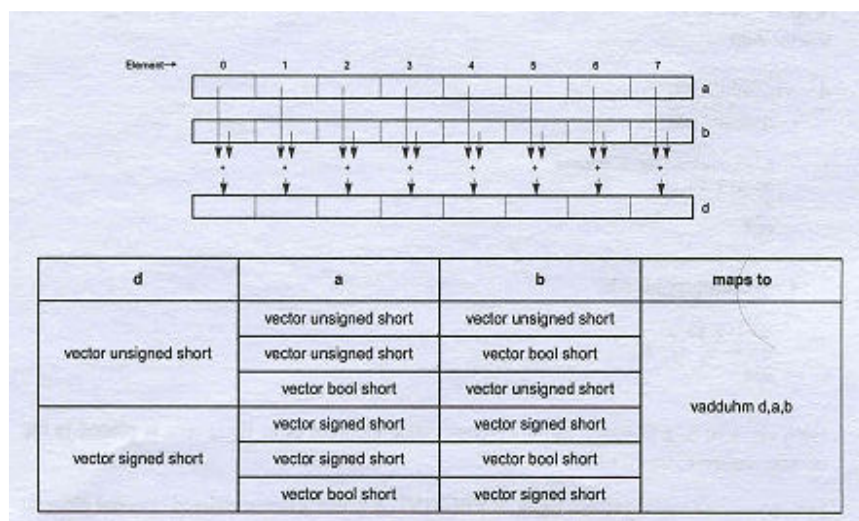 Element→ 0 1 2 3 4 5 6 7
a
b
+ + + + + + + +
d
d a b maps to
vector unsigned short vector unsigned short
vector unsigned short vector unsigned short vector bool short
vector bool short vector unsigned short
vadduhm d,a,b
vector signed short vector signed short
vector signed short vector signed short vector bool short
vector bool short vector signed short